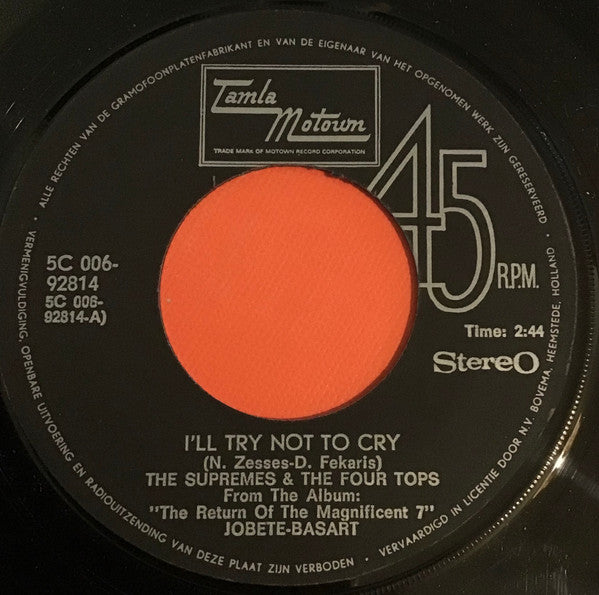 ALLE RECHTEN VAN DE GRAMOFOONPLATENFABRIKANT EN VAN DE EIGENAAR VAN HET OPGENOMEN WERK ZIJN GERESERVEERD
Tamla
Motown
TRADE MARK OF MOTOWN RECORD CORPORATION
45
R.P.M.
5C 006-
92814
5C 006-
92814-A)
Time: 2:44
Stereo
I'LL TRY NOT TO CRY
(N. Zesses-D. Fekaris)
THE SUPREMES & THE FOUR TOPS
From The Album:
"The Return Of The Magnificent 7"
JOBETE-BASART
· VERMENIGVULDIGING, OPENBARE UITVOERING EN RADIOUITZENDING VAN DEZE PLAAT ZIJN VERBODEN ·
VERVAARDIGD IN LICENTIE DOOR N.V. BOVEMA, HEEMSTEDE, HOLLAND ·